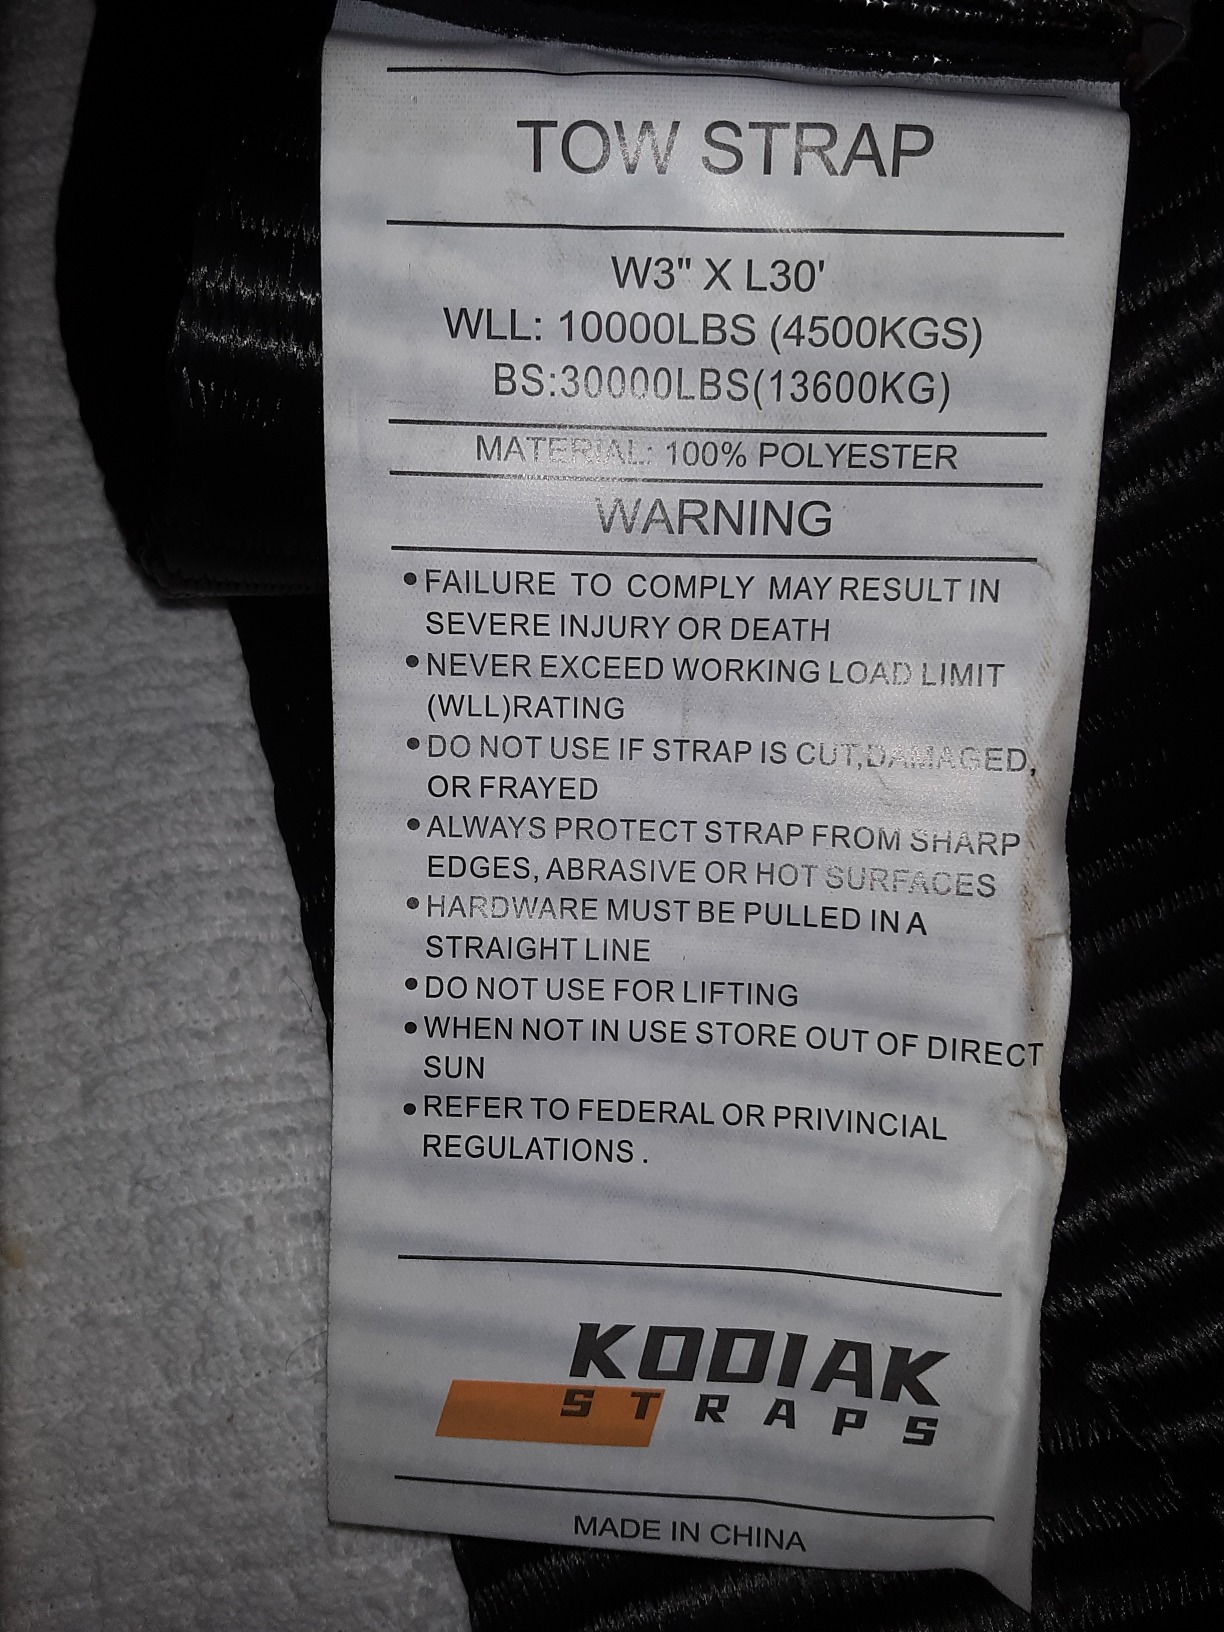 TOW STRAP
W3" X L30'
WLL: 10000LBS (4500KGS)
BS:30000LBS(13600KG)
MATERIAL: 100% POLYESTER
WARNING
• FAILURE TO COMPLY MAY RESULT IN
SEVERE INJURY OR DEATH
• NEVER EXCEED WORKING LOAD LIMIT
(WLL)RATING
• DO NOT USE IF STRAP IS CUT,DAMAGED,
OR FRAYED
• ALWAYS PROTECT STRAP FROM SHARP
EDGES, ABRASIVE OR HOT SURFACES
• HARDWARE MUST BE PULLED IN A
STRAIGHT LINE
• DO NOT USE FOR LIFTING
• WHEN NOT IN USE STORE OUT OF DIRECT
SUN
• REFER TO FEDERAL OR PRIVINCIAL
REGULATIONS .
KODIAK
STRAPS
MADE IN CHINA